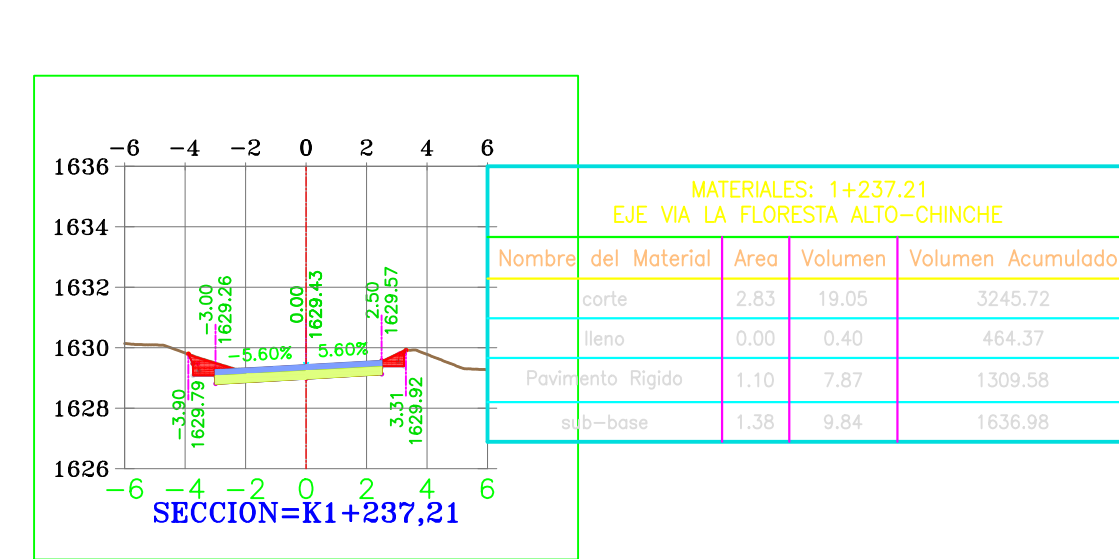 −6 −4 −2 0 2 4 6
1636
1634
1632
1630
1628
1626
−3.00
1629.26
0.00
1629.43
2.50
1629.57
−5.60%
5.60%
−3.90
1629.79
3.31
1629.92
−6 −4 −2 0 2 4 6
SECCION=K1+237,21
MATERIALES: 1+237.21
EJE VIA LA FLORESTA ALTO−CHINCHE
Nombre del Material Area Volumen Volumen Acumulado
corte 2.83 19.05 3245.72
lleno 0.00 0.40 464.37
Pavimento Rigido 1.10 7.87 1309.58
sub−base 1.38 9.84 1636.98